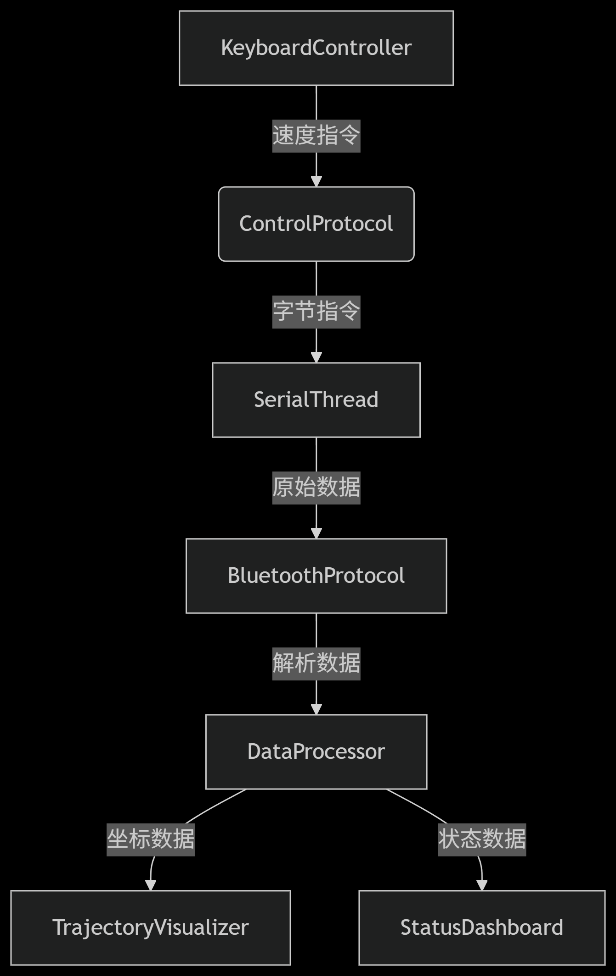 KeyboardController
速度指令
ControlProtocol
字节指令
SerialThread
原始数据
BluetoothProtocol
解析数据
DataProcessor
坐标数据
状态数据
TrajectoryVisualizer
StatusDashboard